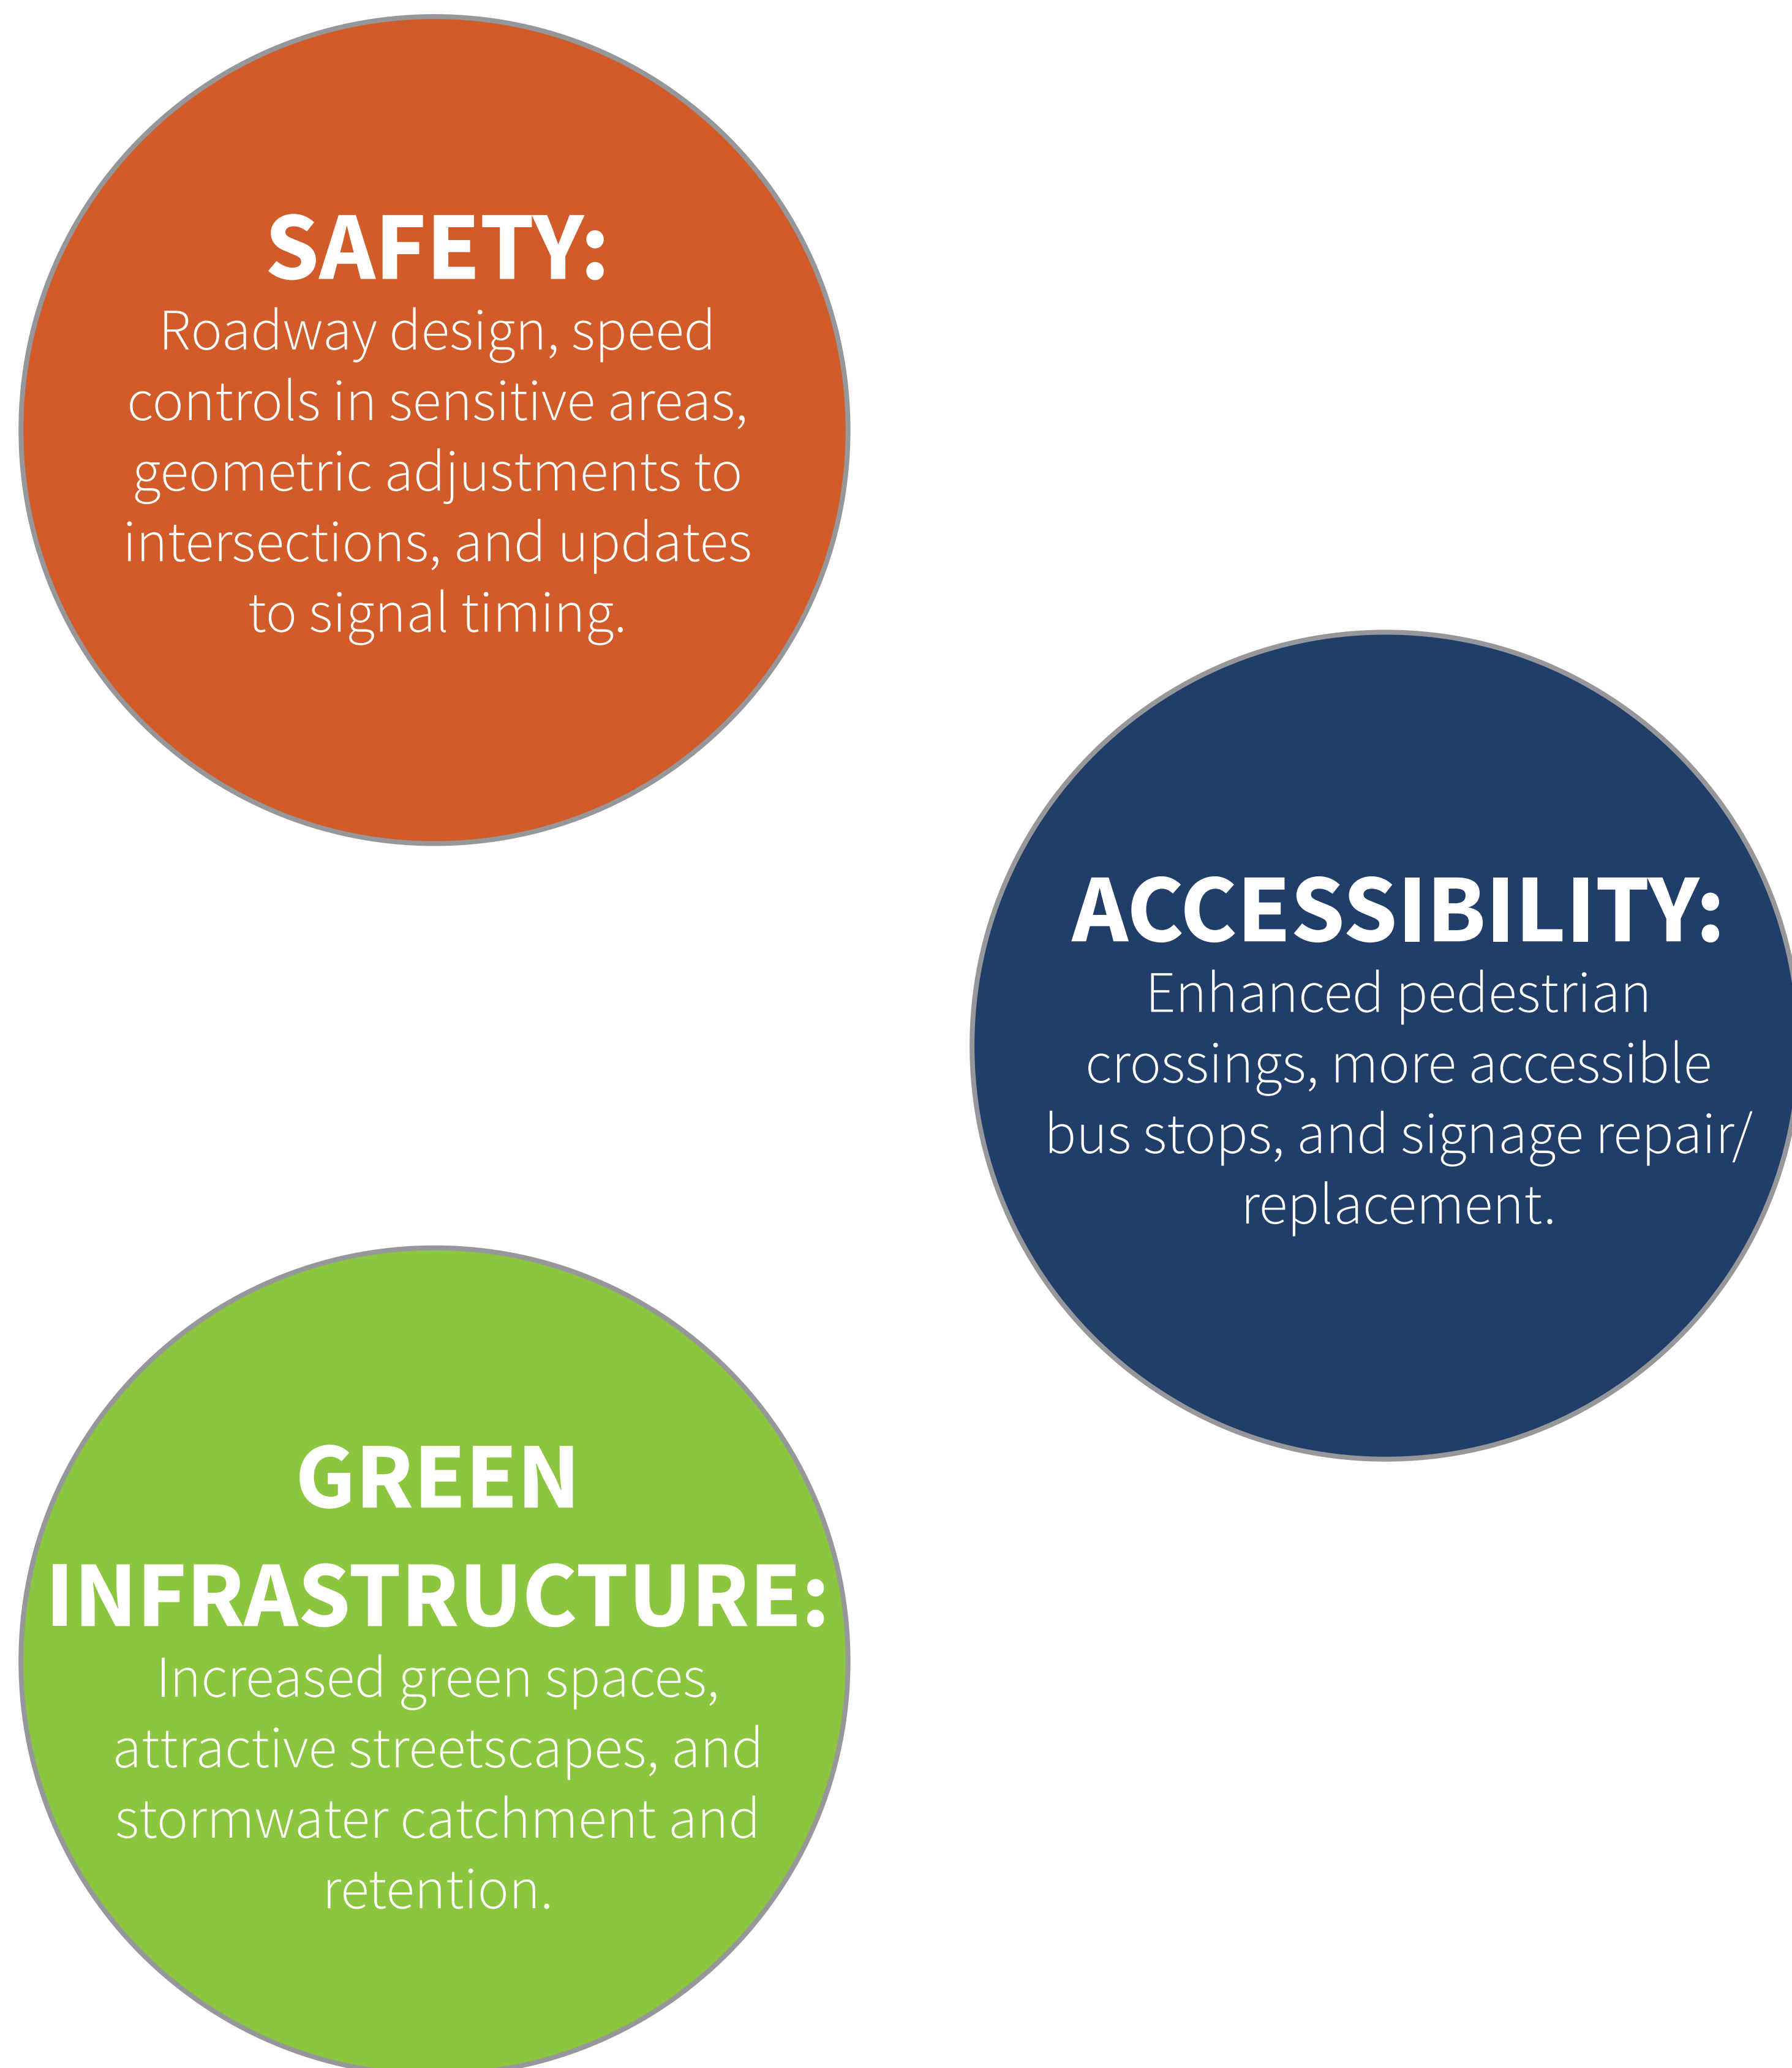 SAFETY:
Roadway design, speed
controls in sensitive areas,
geometric adjustments to
intersections, and updates
to signal timing.
ACCESSIBILITY:
Enhanced pedestrian
crossings, more accessible
bus stops, and signage repair/
replacement.
GREEN
INFRASTRUCTURE:
Increased green spaces,
attractive streetscapes, and
stormwater catchment and
retention.